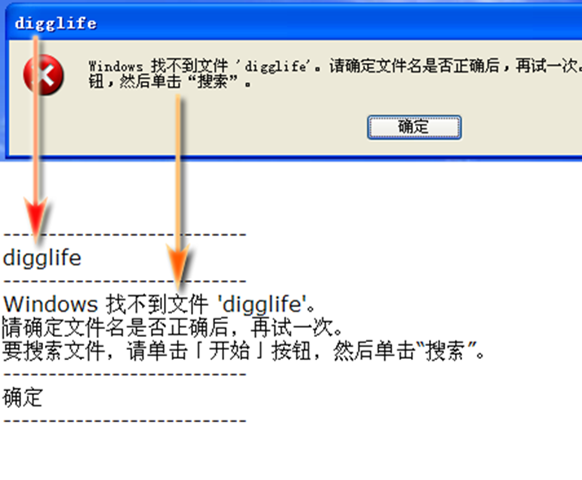 digglife
Windows 找不到文件 'digglife'。请确定文件名是否正确后，再试一次。
钮，然后单击“搜索”。
确定
---------------------------
digglife
---------------------------
Windows 找不到文件 'digglife'。
请确定文件名是否正确后，再试一次。
要搜索文件，请单击「开始」按钮，然后单击“搜索”。
---------------------------
确定
---------------------------